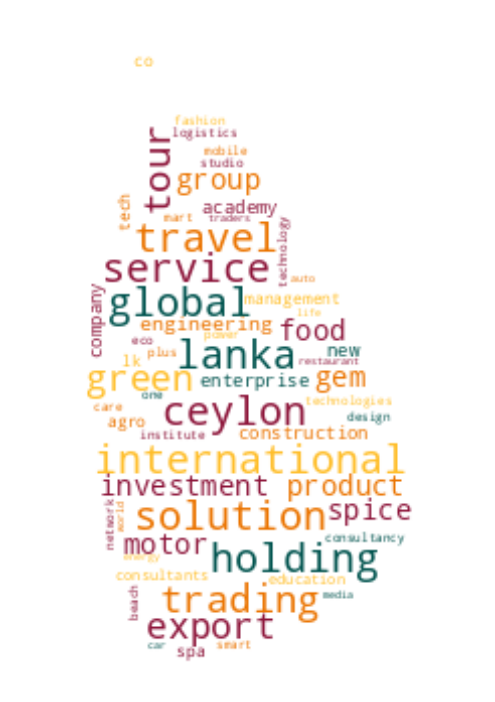 co
fashion
logistics
tour
mobile
studio
group
tech
academy
mart traders
travel
technology
service
auto
company
global
management
life
engineering
food
power
eco
lanka
new
plus
restaurant
lk
green
enterprise
gem
one
technologies
care
ceylon
design
agro
institute
construction
international
investment
product
network
world
solution
spice
motor
consultancy
holding
energy
consultants
education
beach
trading
media
export
car
spa
smart